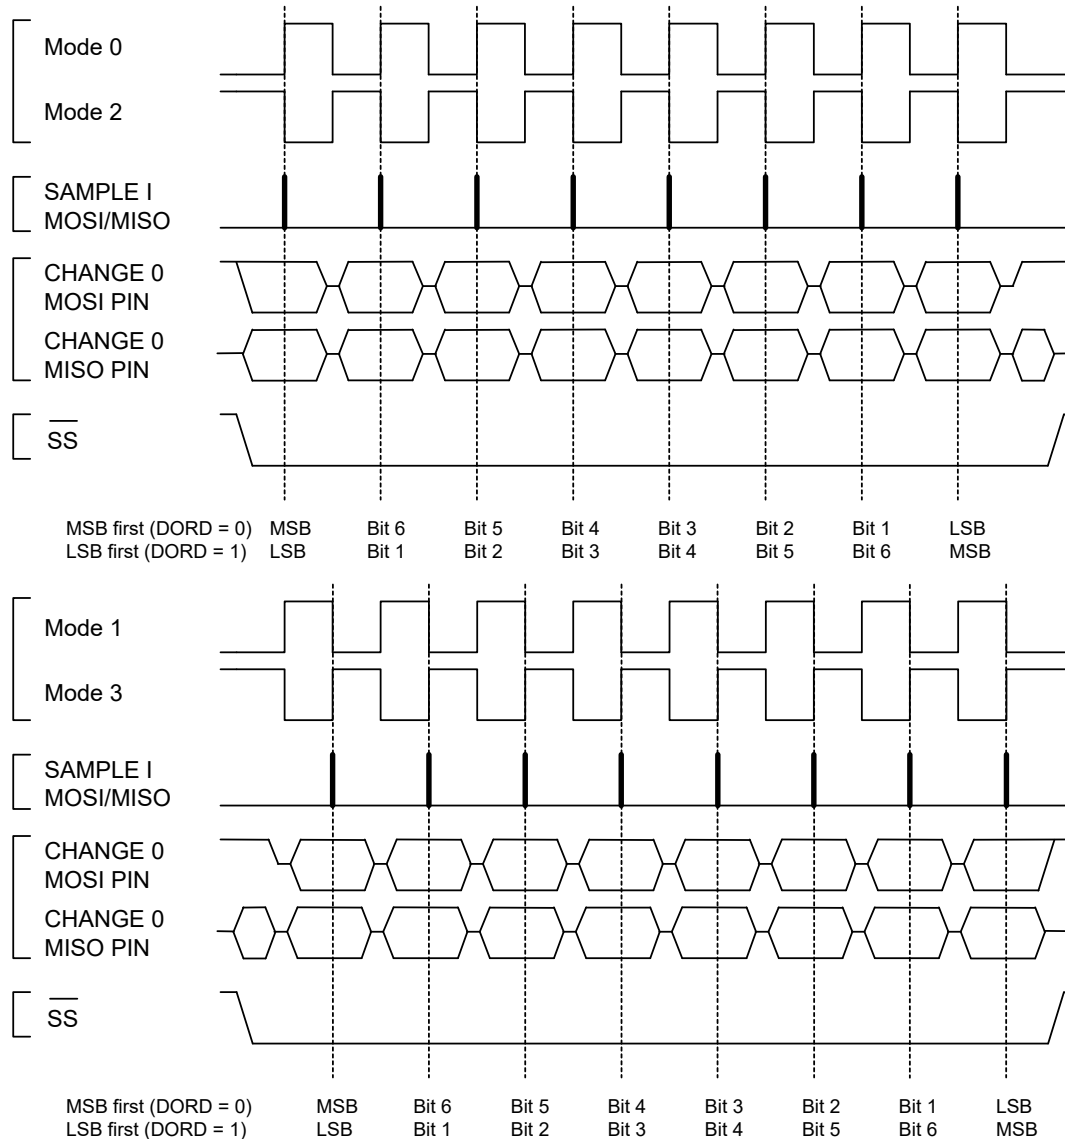 Mode 0
Mode 2
SAMPLE I
MOSI/MISO
CHANGE 0
MOSI PIN
CHANGE 0
MISO PIN
SS
MSB first (DORD = 0) MSB Bit 6 Bit 5 Bit 4 Bit 3 Bit 2 Bit 1 LSB
LSB first (DORD = 1) LSB Bit 1 Bit 2 Bit 3 Bit 4 Bit 5 Bit 6 MSB
Mode 1
Mode 3
SAMPLE I
MOSI/MISO
CHANGE 0
MOSI PIN
CHANGE 0
MISO PIN
SS
MSB first (DORD = 0) MSB Bit 6 Bit 5 Bit 4 Bit 3 Bit 2 Bit 1 LSB
LSB first (DORD = 1) LSB Bit 1 Bit 2 Bit 3 Bit 4 Bit 5 Bit 6 MSB